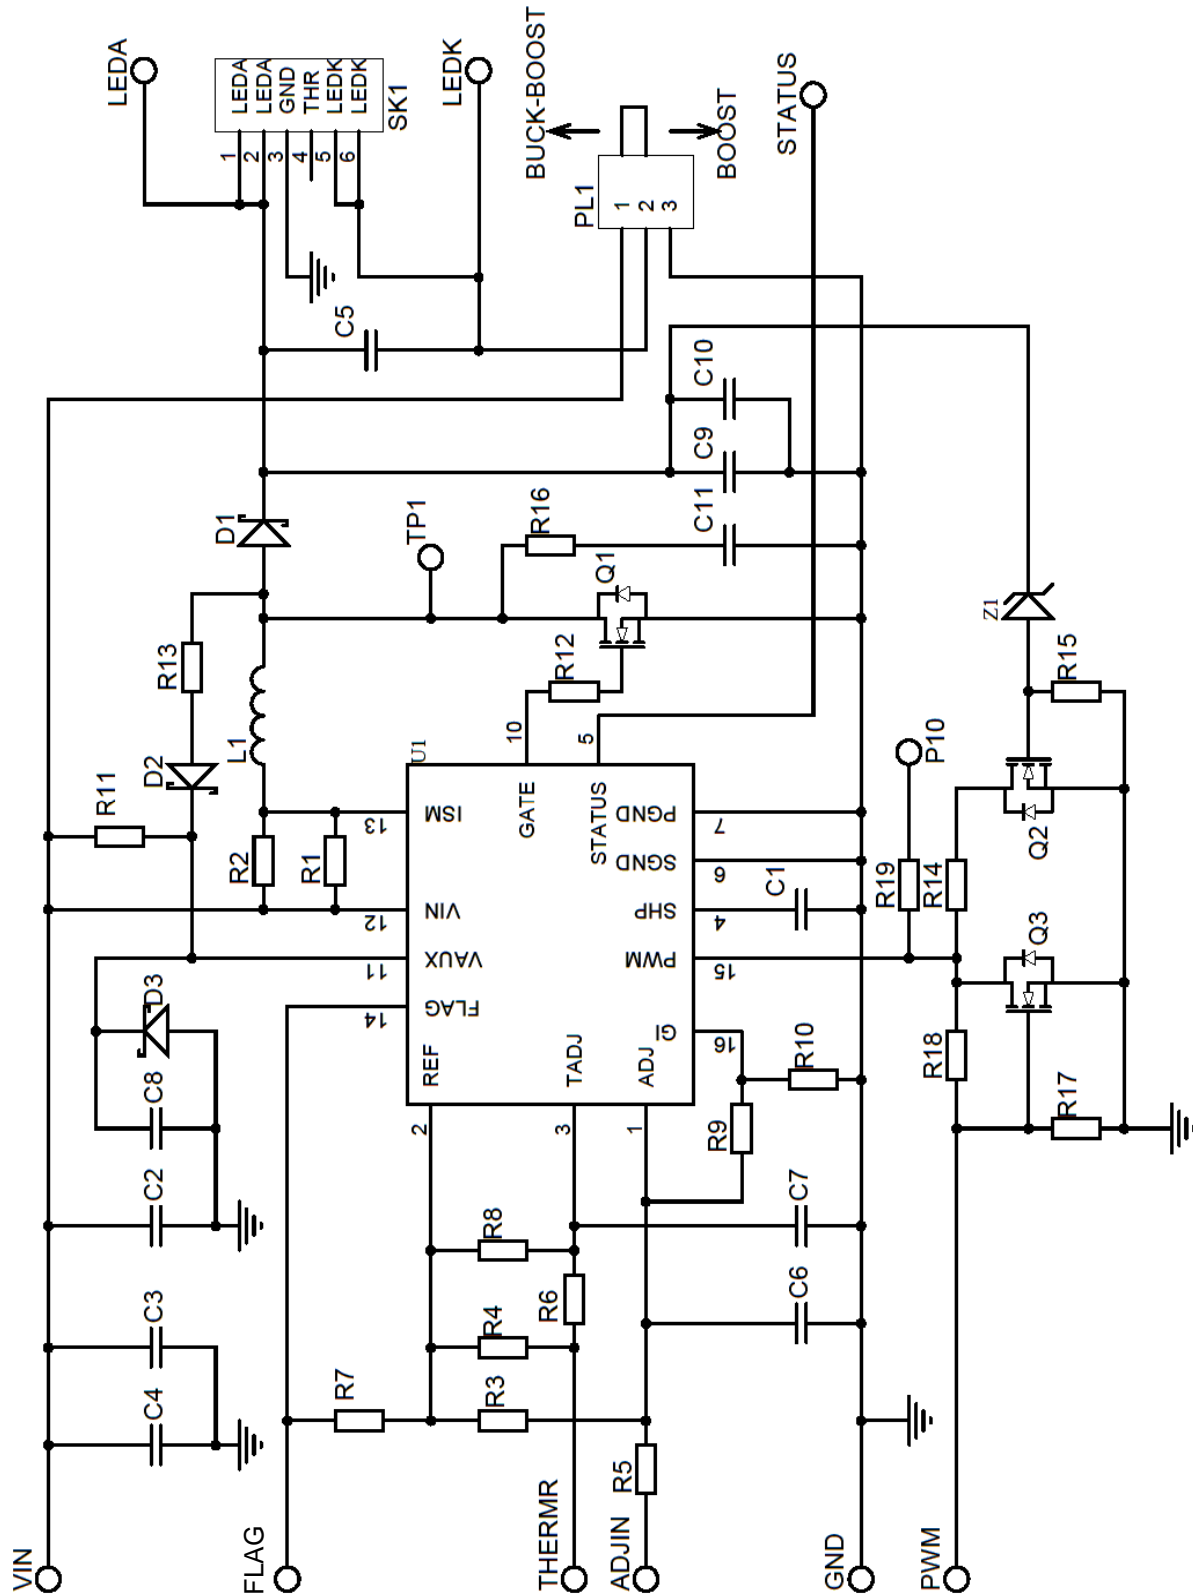 LEDA
LEDA
LEDA
GND
THR
LEDK
LEDK
SK1
1
2
3
4
5
6
LEDK
BUCK-BOOST
BOOST
PL1
1
2
3
STATUS
C5
C10
C9
C11
R16
D1
TP1
Q1
R12
R13
D2
L1
R11
R2
R1
Z1
R15
P10
Q2
R19
R14
Q3
R18
R17
U1
10
GATE
5
STATUS
13
ISM
12
VIN
11
VAUX
14
FLAG
7
PGND
6
SGND
4
SHP
15
PWM
16
GI
REF
TADJ
ADJ
2
3
1
C1
R10
R9
D3
C8
C2
C3
C4
R8
R4
R6
R3
R7
R5
C7
C6
VIN
FLAG
THERMR
ADJIN
GND
PWM